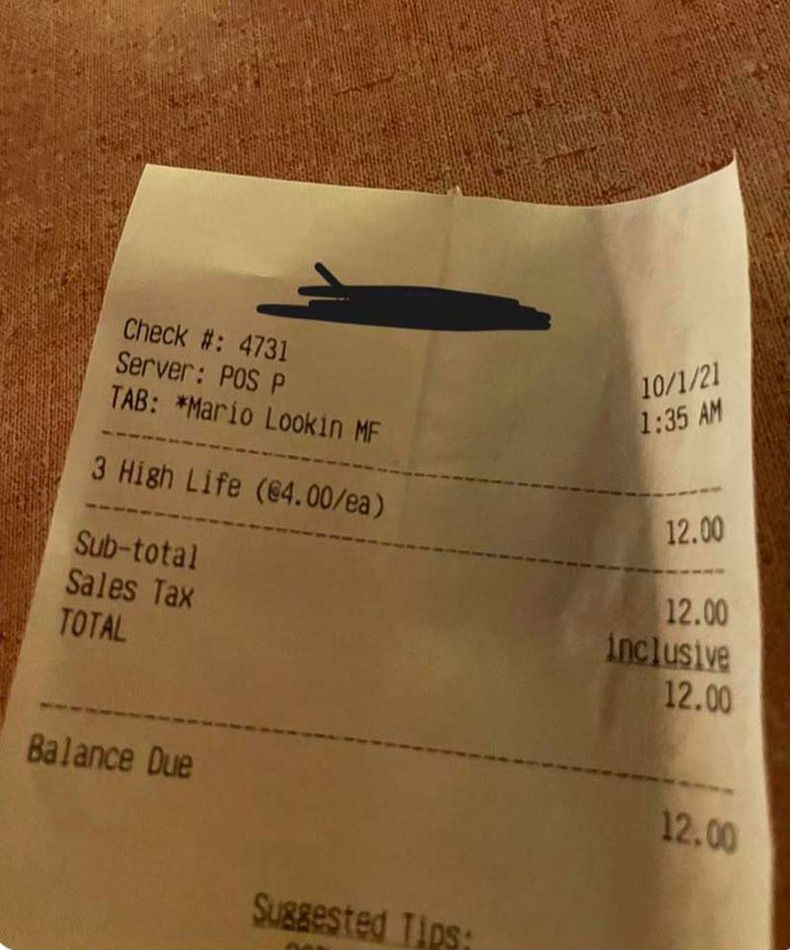 Check #: 4731
Server: POS P 10/1/21
TAB: *Mario Lookin MF 1:35 AM
3 High Life (@4.00/ea) 12.00
Sub-total 12.00
Sales Tax inclusive
TOTAL 12.00
Balance Due 12.00
Suggested Tips: